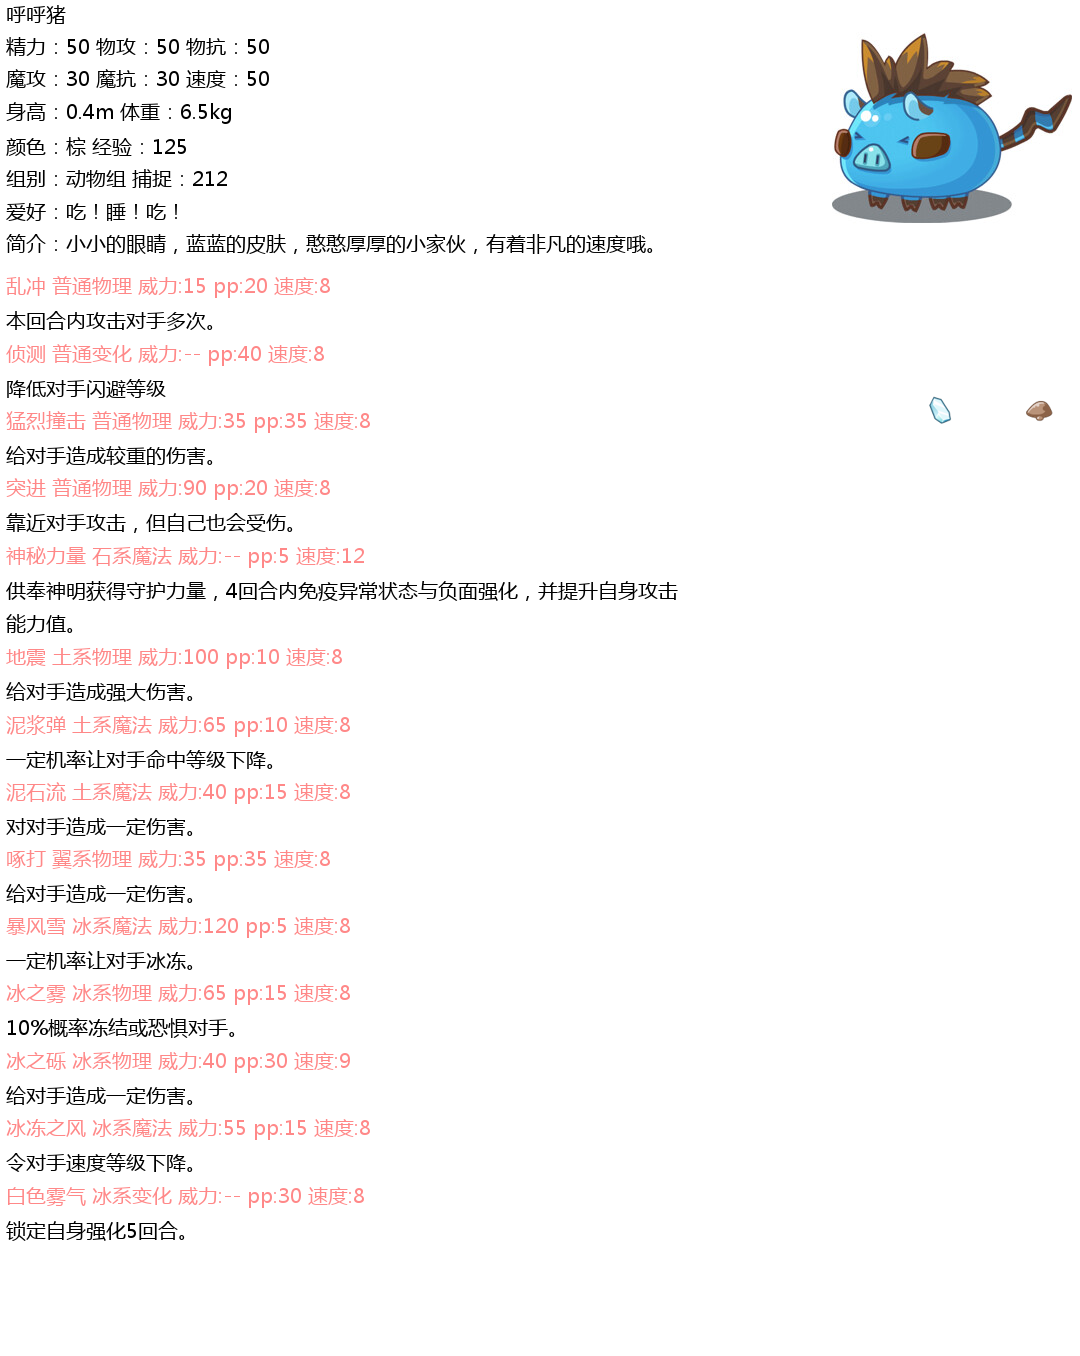 呼呼猪
精力：50 物攻：50 物抗：50
魔攻：30 魔抗：30 速度：50
身高：0.4m 体重：6.5kg
颜色：棕 经验：125
组别：动物组 捕捉：212
爱好：吃！睡！吃！
简介：小小的眼睛，蓝蓝的皮肤，憨憨厚厚的小家伙，有着非凡的速度哦。
乱冲 普通物理 威力:15 pp:20 速度:8
本回合内攻击对手多次。
侦测 普通变化 威力:-- pp:40 速度:8
降低对手闪避等级
猛烈撞击 普通物理 威力:35 pp:35 速度:8
给对手造成较重的伤害。
突进 普通物理 威力:90 pp:20 速度:8
靠近对手攻击，但自己也会受伤。
神秘力量 石系魔法 威力:-- pp:5 速度:12
供奉神明获得守护力量，4回合内免疫异常状态与负面强化，并提升自身攻击
能力值。
地震 土系物理 威力:100 pp:10 速度:8
给对手造成强大伤害。
泥浆弹 土系魔法 威力:65 pp:10 速度:8
一定机率让对手命中等级下降。
泥石流 土系魔法 威力:40 pp:15 速度:8
对对手造成一定伤害。
啄打 翼系物理 威力:35 pp:35 速度:8
给对手造成一定伤害。
暴风雪 冰系魔法 威力:120 pp:5 速度:8
一定机率让对手冰冻。
冰之雾 冰系物理 威力:65 pp:15 速度:8
10%概率冻结或恐惧对手。
冰之砾 冰系物理 威力:40 pp:30 速度:9
给对手造成一定伤害。
冰冻之风 冰系魔法 威力:55 pp:15 速度:8
令对手速度等级下降。
白色雾气 冰系变化 威力:-- pp:30 速度:8
锁定自身强化5回合。